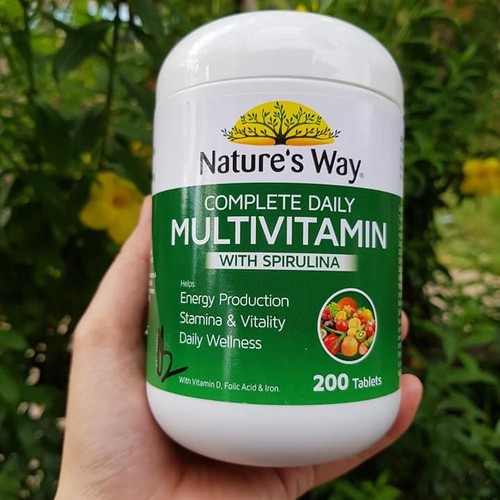 Nature's Way
COMPLETE DAILY
MULTIVITAMIN
WITH SPIRULINA
Helps
Energy Production
Stamina & Vitality
Daily Wellness
With Vitamin D, Folic Acid & Iron.
200 Tablets